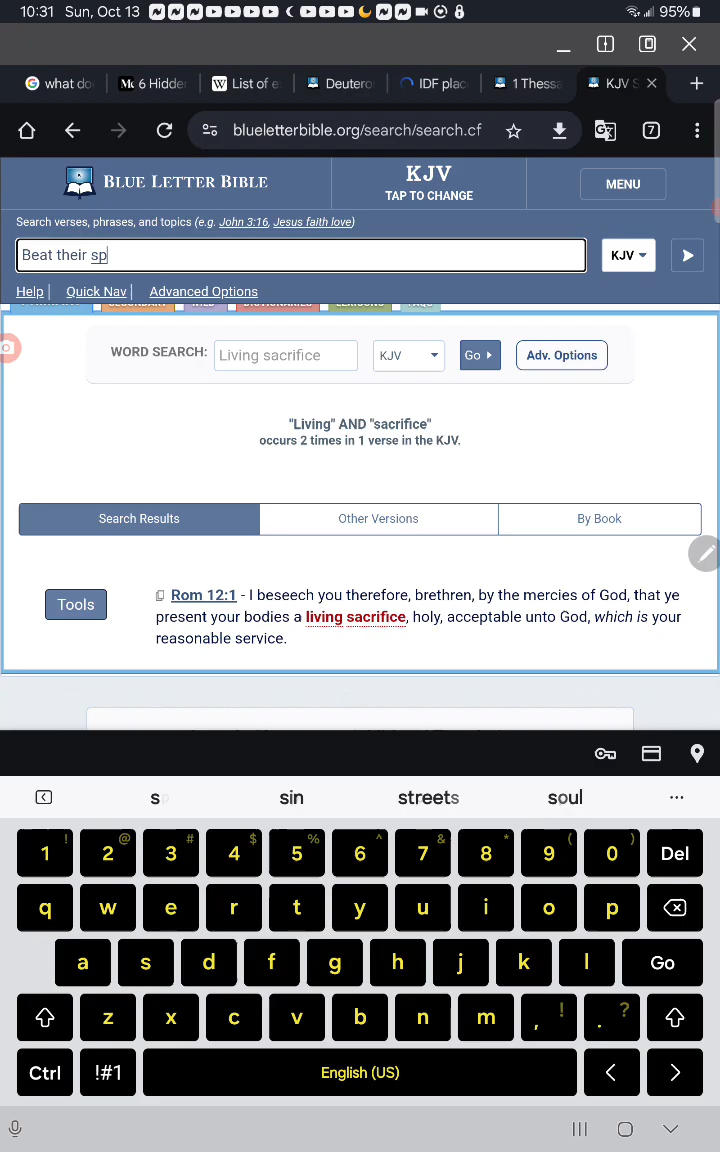 10:31 Sun, Oct 13 95%
what do Me 6 Hidder W List of e Deutero IDF plac 1 Thessa KJV S
blueletterbible.org/search/search.cf 7
BLUE LETTER BIBLE KJV
TAP TO CHANGE MENU
Search verses, phrases, and topics (e.g. John 3:16, Jesus faith love)
Beat their sp KJV
Help Quick Nav Advanced Options
WORD SEARCH: Living sacrifice KJV Go Adv. Options
"Living" AND "sacrifice"
occurs 2 times in 1 verse in the KJV.
Search Results Other Versions By Book
Tools Rom 12:1 - I beseech you therefore, brethren, by the mercies of God, that ye
present your bodies a living sacrifice, holy, acceptable unto God, which is your
reasonable service.
sp sin streets soul ...
! @ # $ % ^ & * ( )
1 2 3 4 5 6 7 8 9 0 Del
q w e r t y u i o p
a s d f g h j k l Go
z x c v b n m , ! . ?
Ctrl !#1 English (US) < >